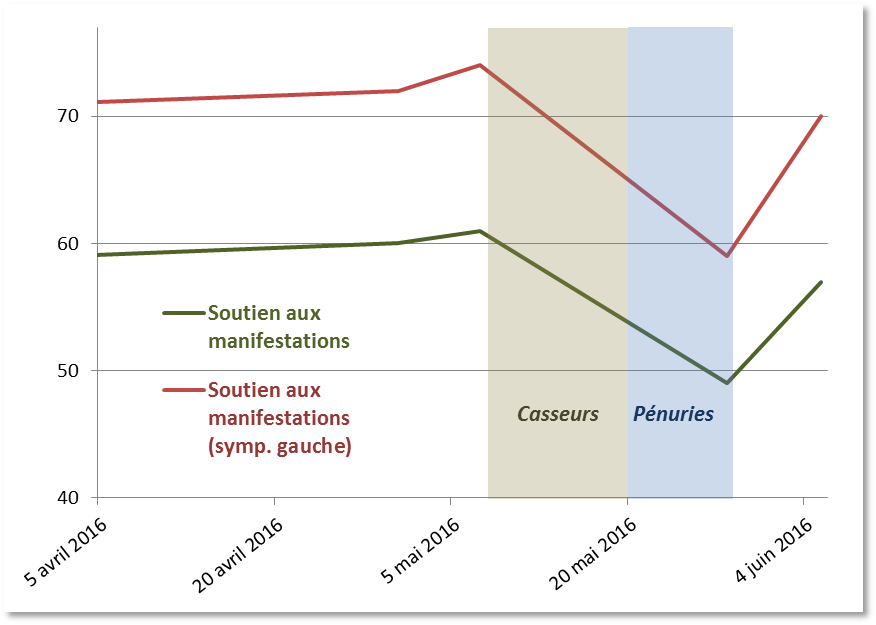 70
60
50
40
Soutien aux
manifestations
Soutien aux
manifestations
(symp. gauche)
Casseurs
Pénuries
5 avril 2016
20 avril 2016
5 mai 2016
20 mai 2016
4 juin 2016